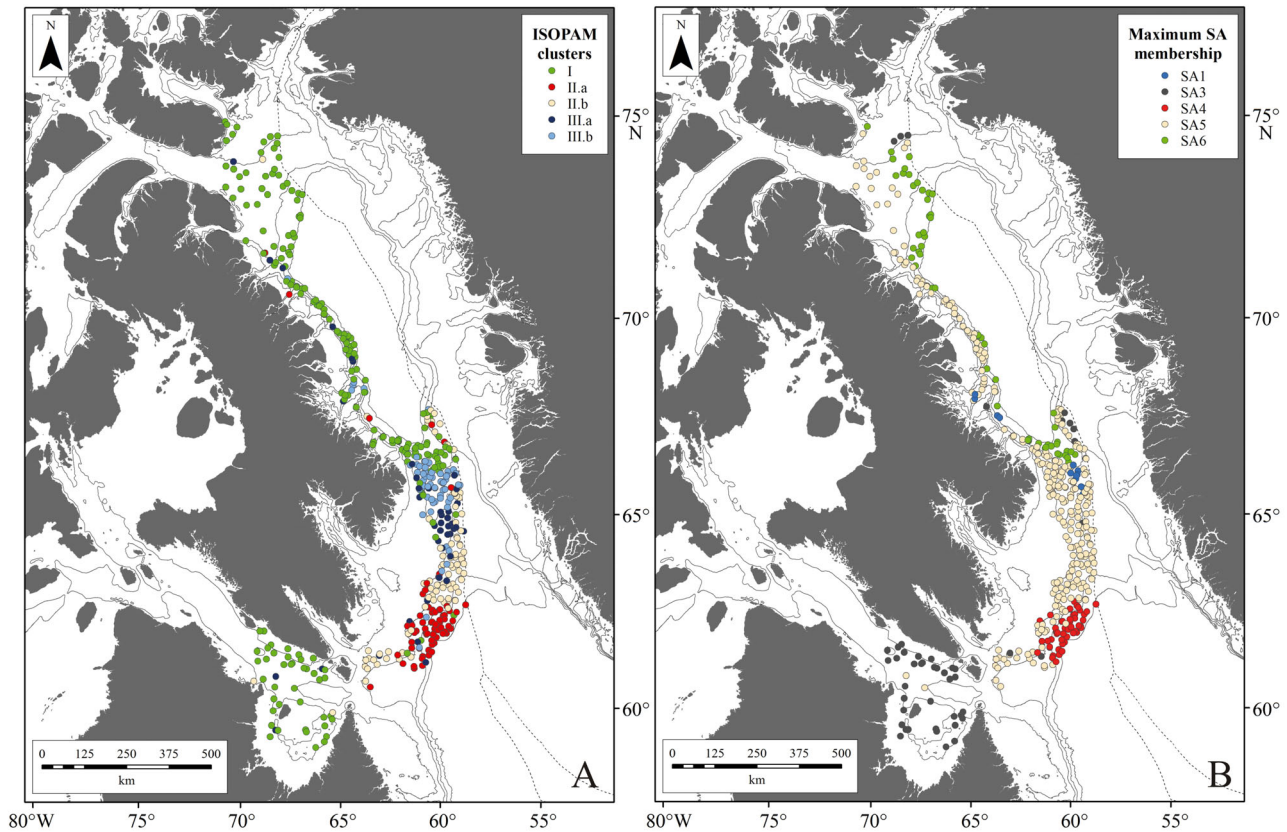 N
ISOPAM
clusters
I
II.a
II.b
III.a
III.b
75°
N
70°
65°
60°
0 125 250 375 500
km
A
80°W 75° 70° 65° 60° 55°
N
Maximum SA
membership
SA1
SA3
SA4
SA5
SA6
75°
N
70°
65°
60°
0 125 250 375 500
km
B
80°W 75° 70° 65° 60° 55°